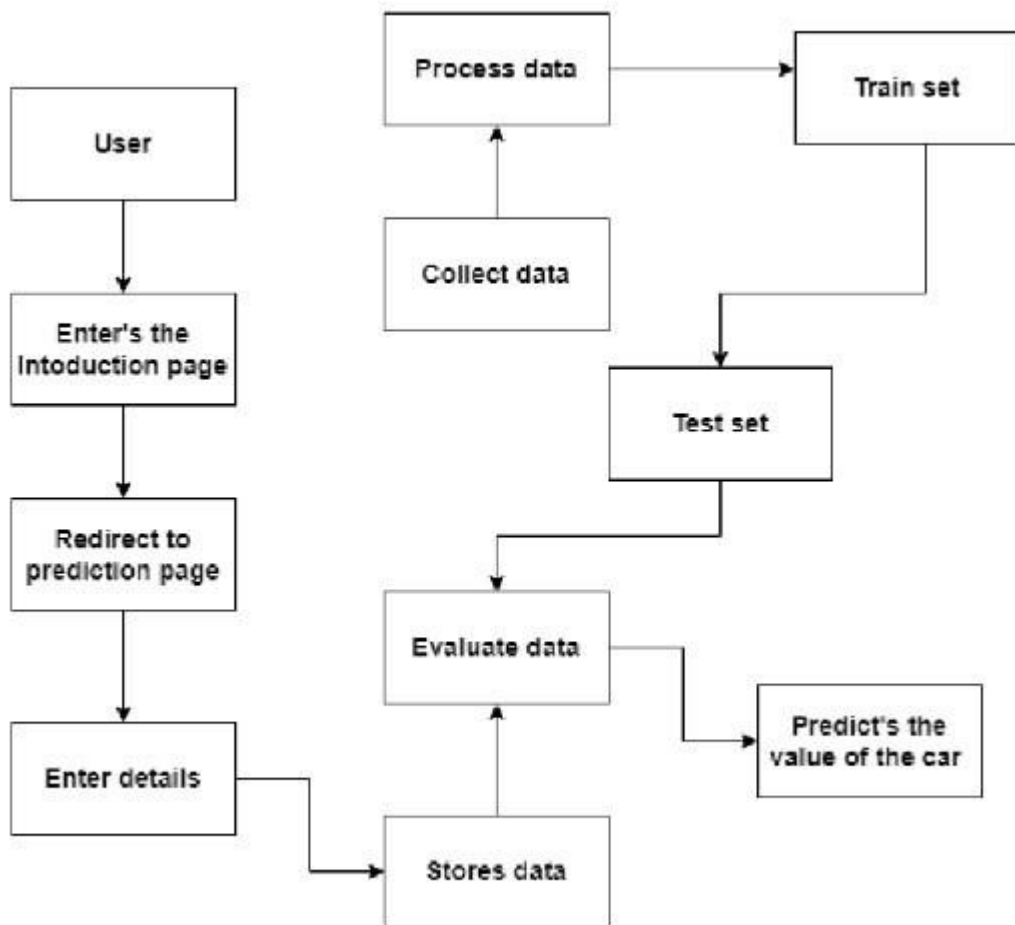 User
Enter's the
Intoduction page
Redirect to
prediction page
Enter details
Process data
Train set
Collect data
Test set
Evaluate data
Predict's the
value of the car
Stores data